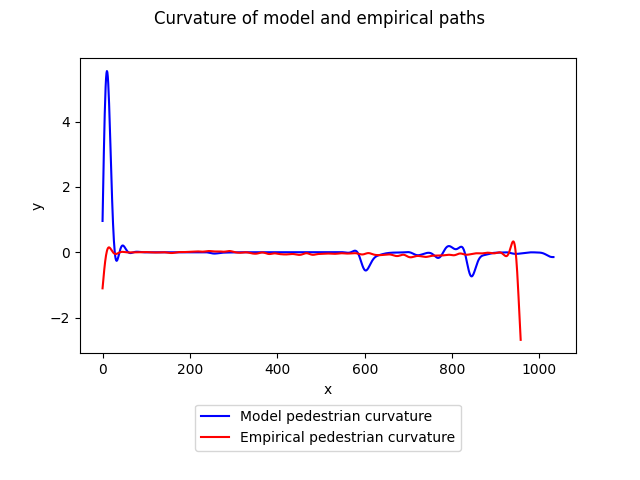 Curvature of model and empirical paths
4
2
0
−2
y
0 200 400 600 800 1000
x
Model pedestrian curvature
Empirical pedestrian curvature